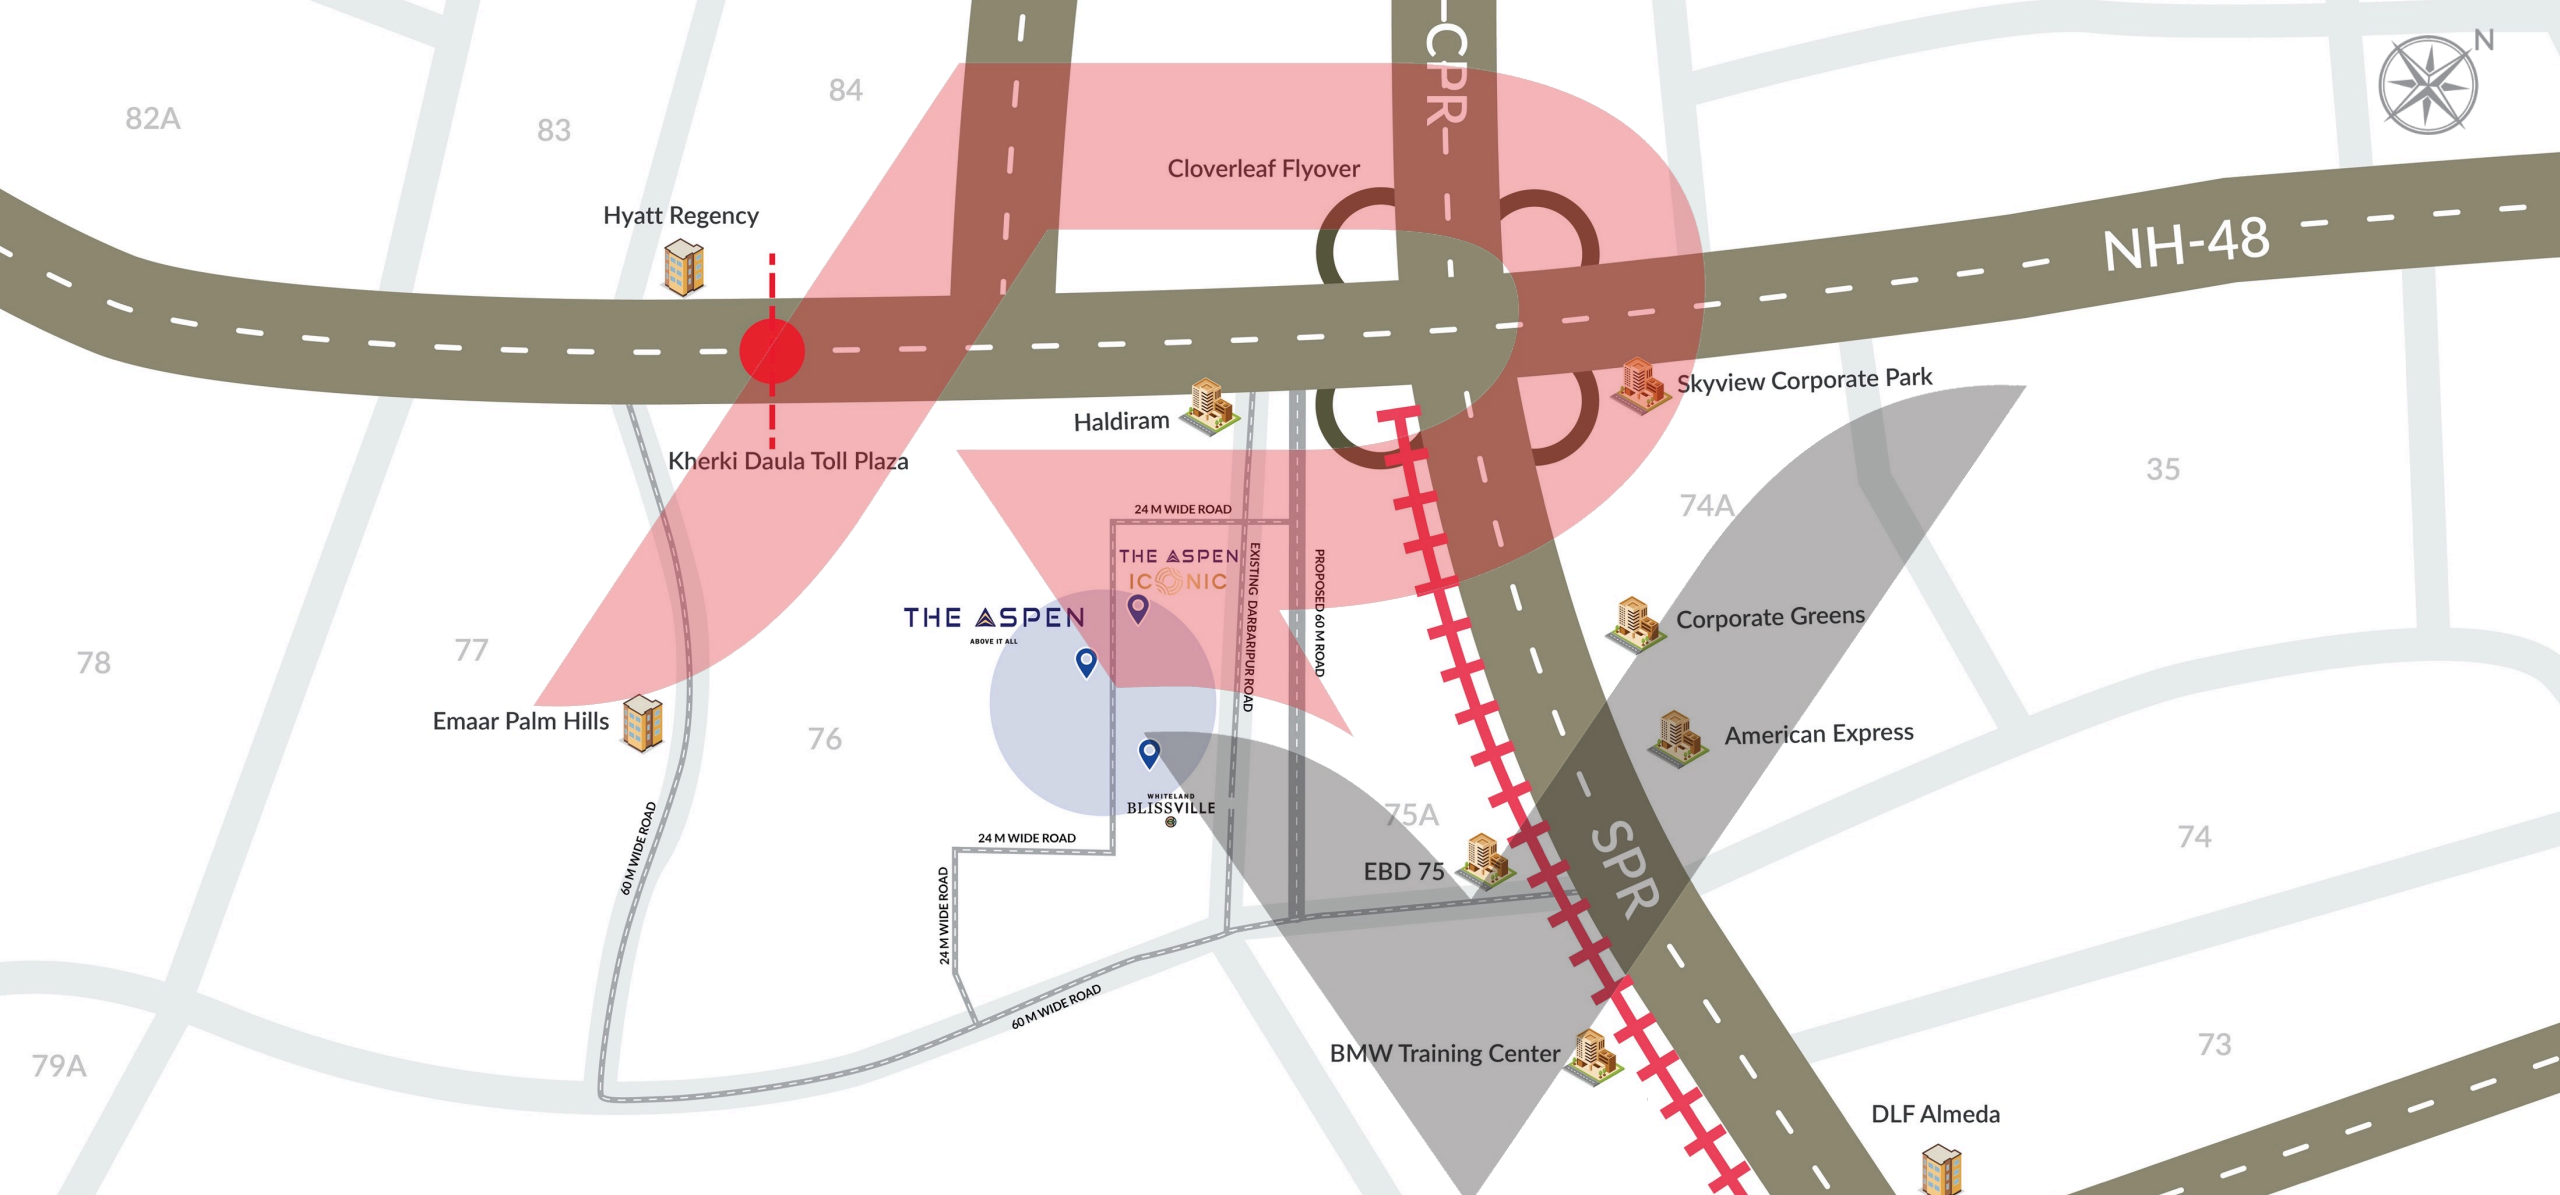 CPR
N
84
82A
83
Cloverleaf Flyover
Hyatt Regency
NH-48
Skyview Corporate Park
Haldiram
Kherki Daula Toll Plaza
35
74A
24 M WIDE ROAD
THE ASPEN
ICONIC
EXISTING DARBARIPUR ROAD
PROPOSED 60 M ROAD
THE ASPEN
ABOVE IT ALL
Corporate Greens
78
77
Emaar Palm Hills
76
American Express
WHITELAND
BLISSVILLE
75A
SPR
74
60 M WIDE ROAD
24 M WIDE ROAD
EBD 75
24 M WIDE ROAD
60 M WIDE ROAD
BMW Training Center
73
79A
DLF Almeda